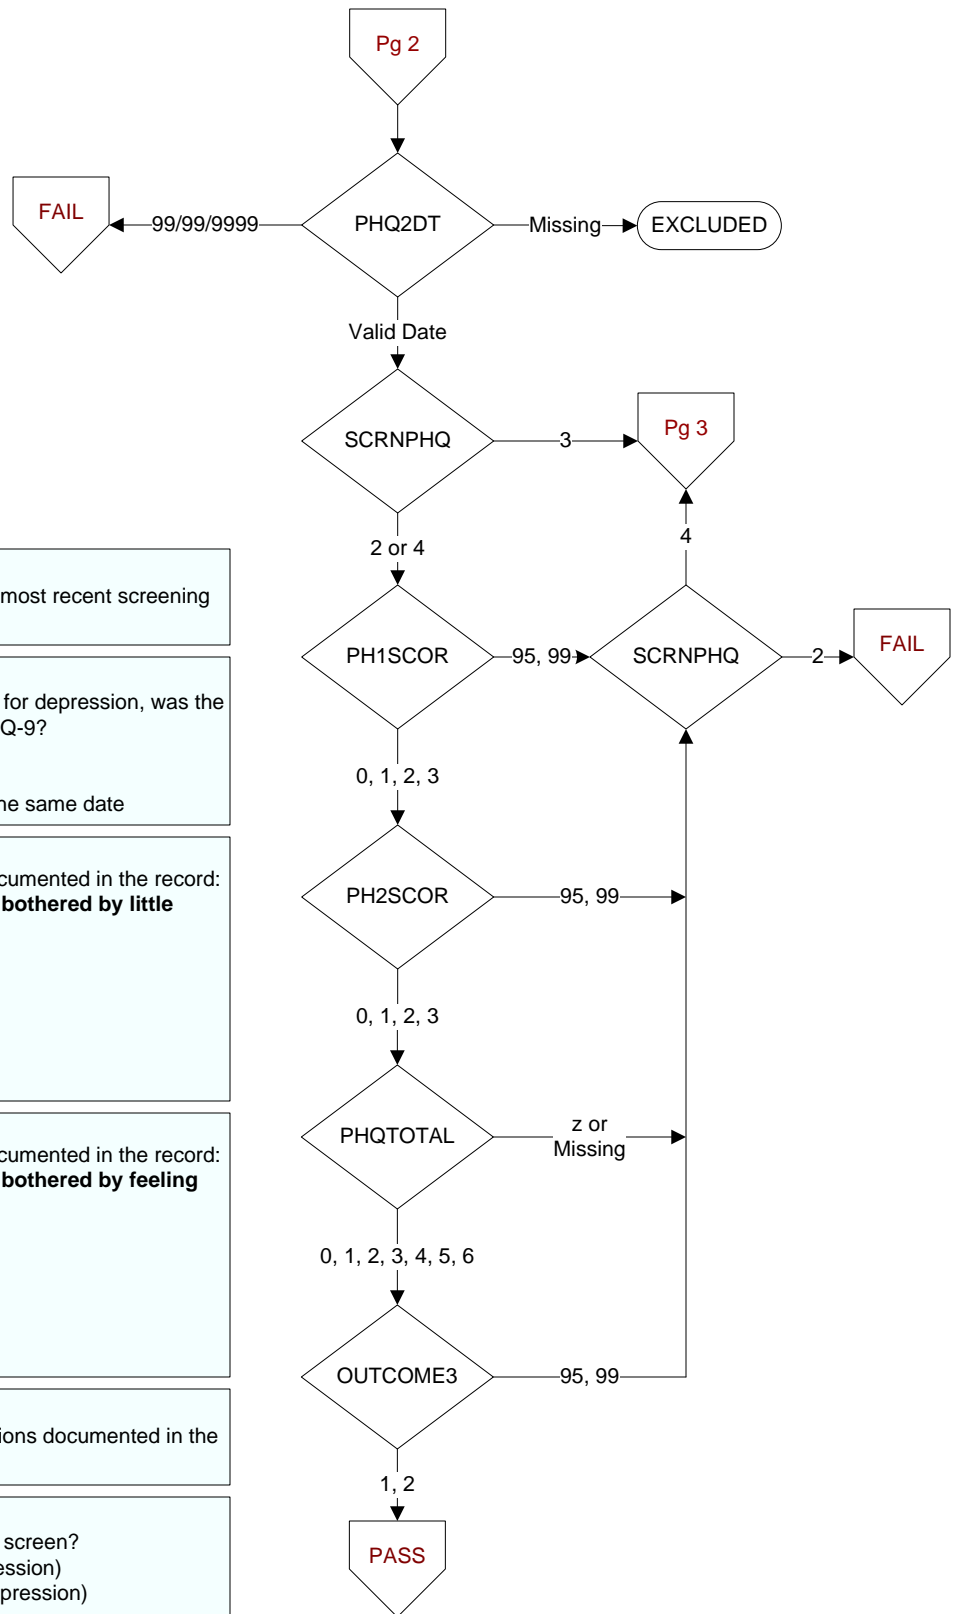 Pg 2
FAIL
99/99/9999
PHQ2DT
Missing
EXCLUDED
Valid Date
SCRNPHQ
3
Pg 3
2 or 4
4
PH1SCOR
95, 99
SCRNPHQ
2
FAIL
0, 1, 2, 3
PH2SCOR
95, 99
0, 1, 2, 3
PHQTOTAL
z or
Missing
0, 1, 2, 3, 4, 5, 6
OUTCOME3
95, 99
1, 2
PASS
most recent screening
for depression, was the
Q-9?
he same date
cumented in the record:
bothered by little
cumented in the record:
bothered by feeling
ions documented in the
screen?
ession)
pression)